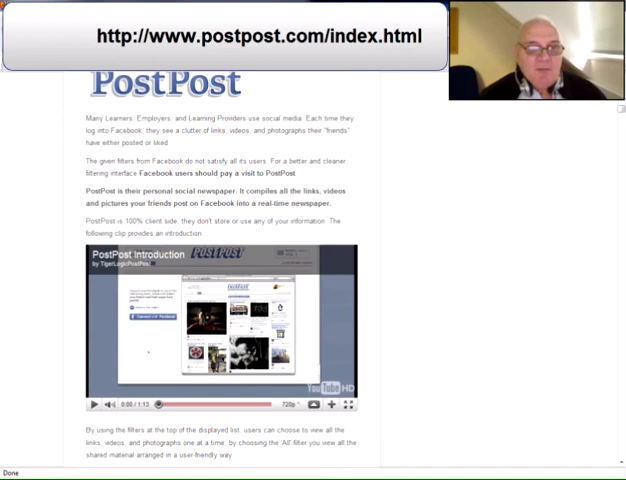 http://www.postpost.com/index.html
PostPost
Many Learners, Employers, and Learning Providers use social media. Each time they
log into Facebook they see a clutter of links, videos, and photographs their "friends"
have either posted or liked
The given filters from Facebook do not satisfy all its users. For a better and cleaner
filtering interface Facebook users should pay a visit to PostPost
PostPost is their personal social newspaper. It compiles all the links, videos
and pictures your friends post on Facebook into a real-time newspaper.
PostPost is 100% client side, they don't store or use any of your information. The
following clip provides an introduction
PostPost Introduction
by TigerLogicPostPost
POSTPOST
YouTube HD
0:00 / 1:13
720p
By using the filters at the top of the displayed list, users can choose to view all the
links, videos, and photographs one at a time, by choosing the 'All' filter you view all the
shared material arranged in a user-friendly way
Done